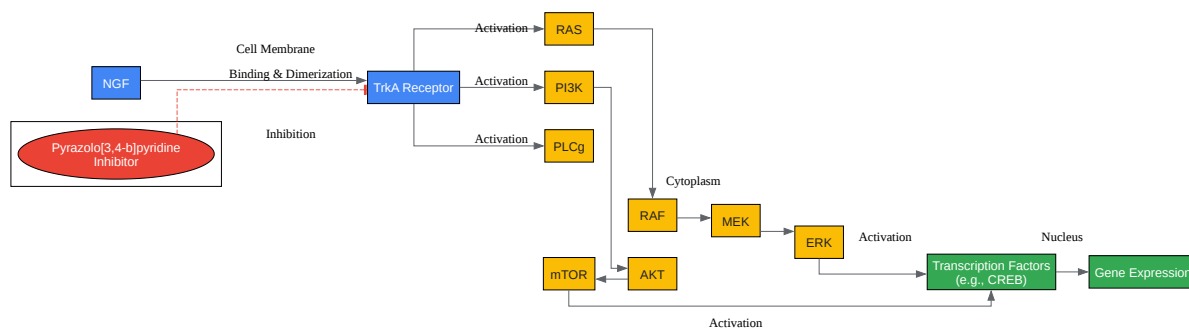 Activation
RAS
Cell Membrane
NGF
Binding & Dimerization
TrkA Receptor
Activation
PI3K
Pyrazolo[3,4-b]pyridine
Inhibitor
Inhibition
Activation
PLCg
Cytoplasm
RAF
MEK
ERK
Activation
Nucleus
mTOR
AKT
Transcription Factors
(e.g., CREB)
Gene Expression
Activation